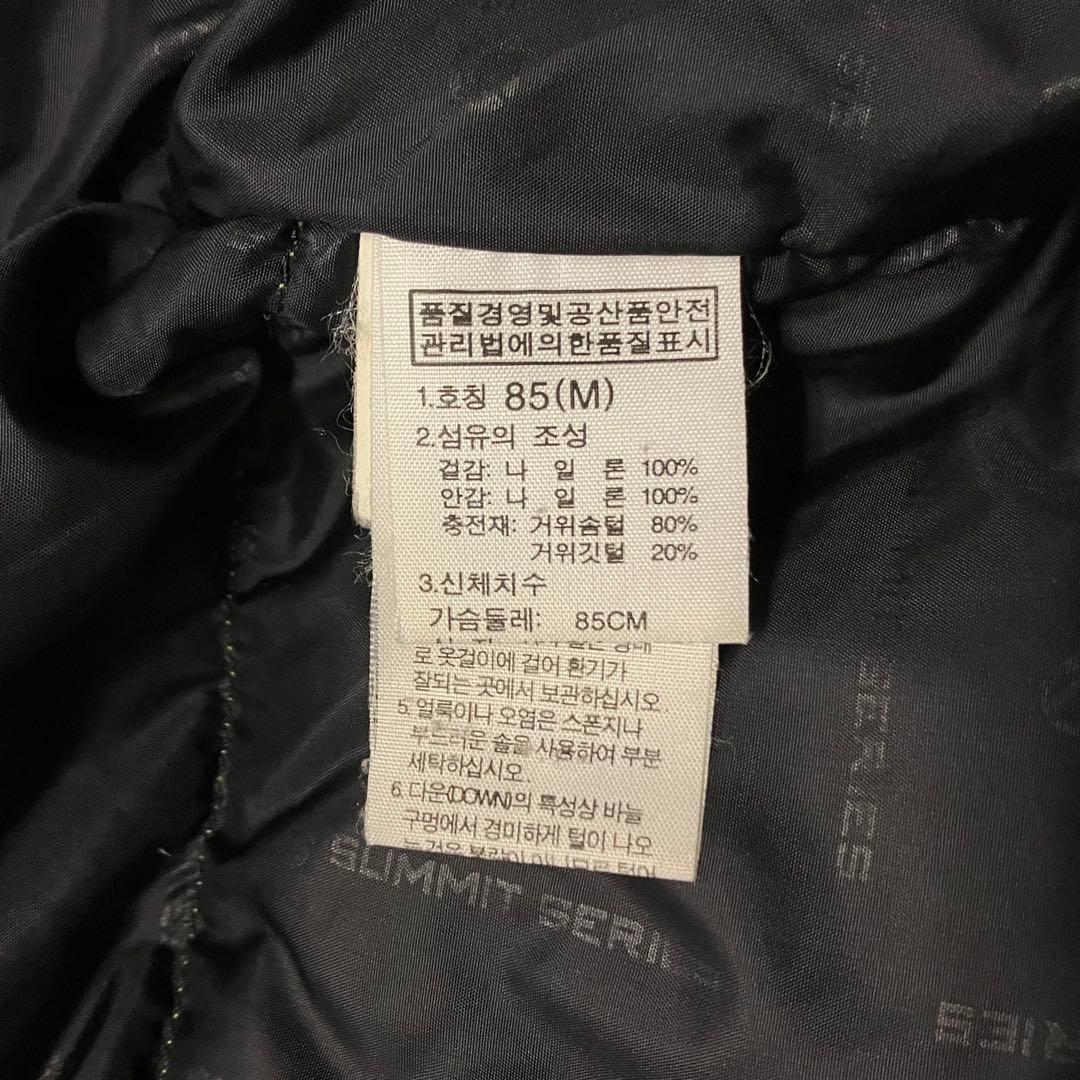 품질경영및공산품안전
관리법에의한품질표시
1.호칭 85(M)
2.섬유의 조성
겉감: 나 일 론 100%
안감: 나 일 론 100%
충전재: 거위솜털 80%
거위깃털 20%
3.신체치수
가슴둘레: 85CM
로 옷걸이에 걸어 환기가
잘되는 곳에서 보관하십시오
5. 얼룩이나 오염은 스폰지나
부드러운 솔을 사용하여 부분
세탁하십시오.
6. 다운(DOWN)의 특성상 바늘
구멍에서 경미하게 털이 나오
SUMMIT SERIES
SERIES
RIES